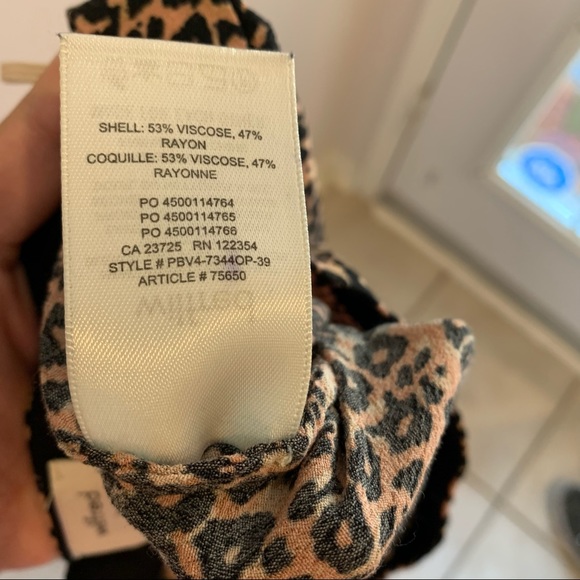 SHELL: 53% VISCOSE, 47%
RAYON
COQUILLE: 53% VISCOSE, 47%
RAYONNE
PO 4500114764
PO 4500114765
PO 4500114766
CA 23725 RN 122354
STYLE # PBV4-7344OP-39
ARTICLE # 75650
wilfred